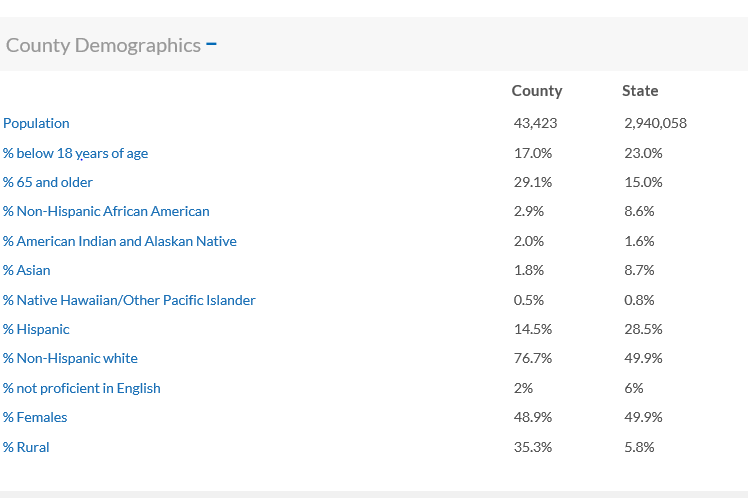 County Demographics −
County State
Population 43,423 2,940,058
% below 18 years of age 17.0% 23.0%
% 65 and older 29.1% 15.0%
% Non-Hispanic African American 2.9% 8.6%
% American Indian and Alaskan Native 2.0% 1.6%
% Asian 1.8% 8.7%
% Native Hawaiian/Other Pacific Islander 0.5% 0.8%
% Hispanic 14.5% 28.5%
% Non-Hispanic white 76.7% 49.9%
% not proficient in English 2% 6%
% Females 48.9% 49.9%
% Rural 35.3% 5.8%